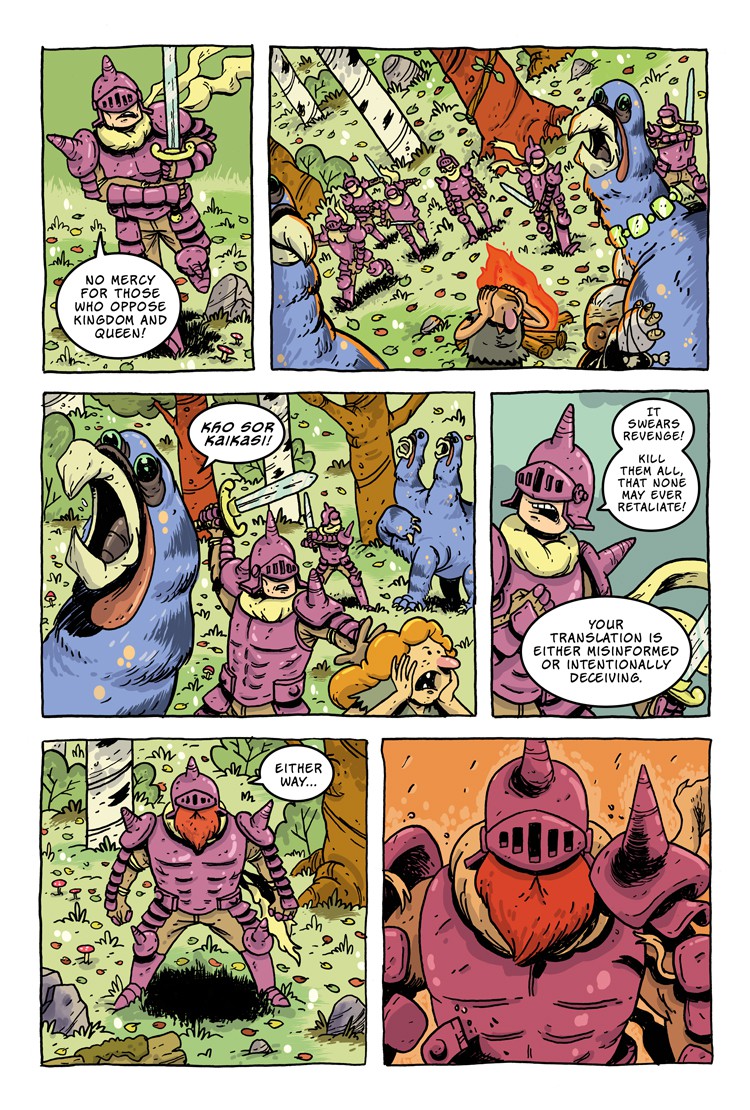 NO MERCY
FOR THOSE
WHO OPPOSE
KINGDOM AND
QUEEN!
KHO SOR
KAIKASI!
IT
SWEARS
REVENGE!
KILL
THEM ALL,
THAT NONE
MAY EVER
RETALIATE!
YOUR
TRANSLATION IS
EITHER MISINFORMED
OR INTENTIONALLY
DECEIVING.
EITHER
WAY...